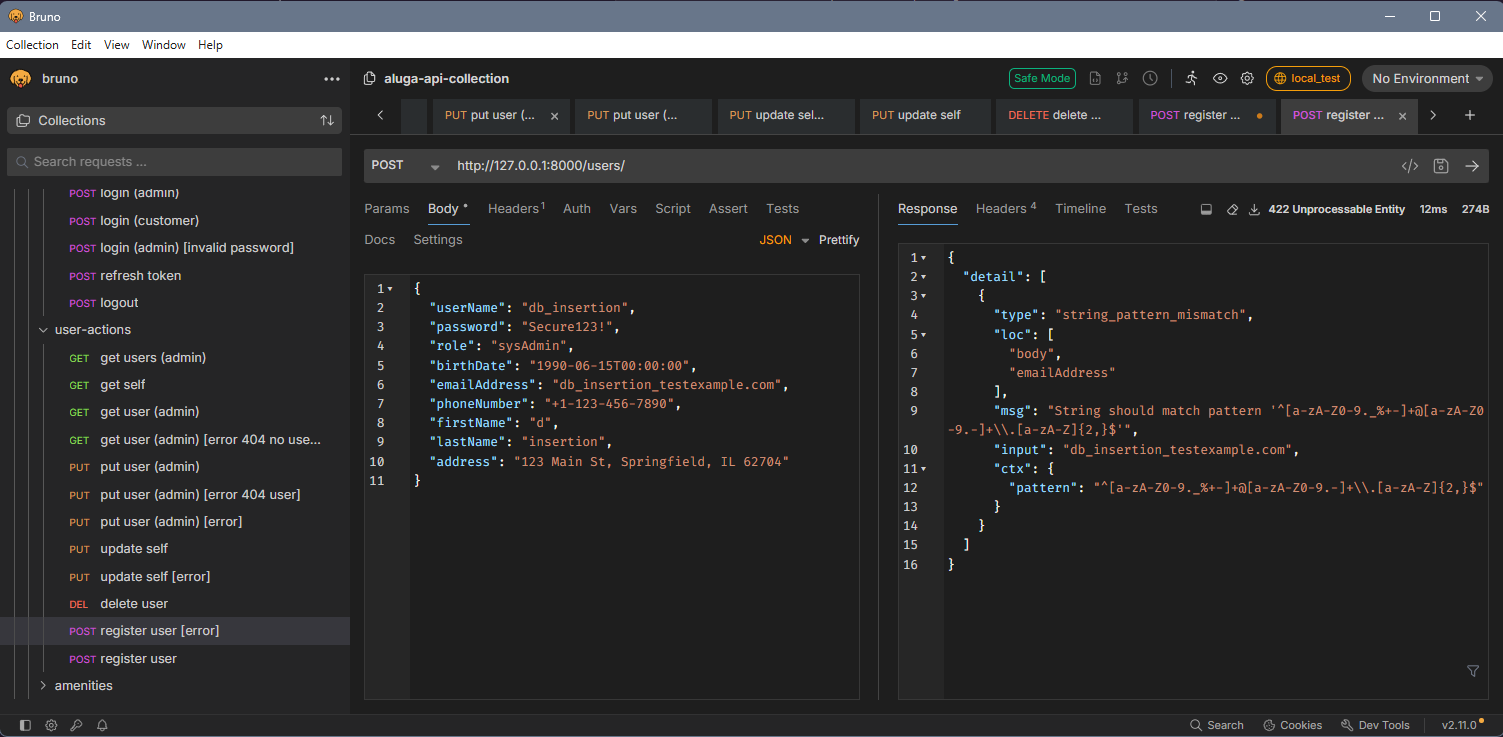 Bruno
Collection Edit View Window Help
bruno
aluga-api-collection
Safe Mode
local_test
No Environment
Collections
PUT put user (...
PUT put user (...
PUT update sel...
PUT update self
DELETE delete ...
POST register ...
POST register ...
Search requests ...
POST http://127.0.0.1:8000/users/
POST login (admin)
POST login (customer)
POST login (admin) [invalid password]
POST refresh token
POST logout
user-actions
GET get users (admin)
GET get self
GET get user (admin)
GET get user (admin) [error 404 no use...
PUT put user (admin)
PUT put user (admin) [error 404 user]
PUT put user (admin) [error]
PUT update self
PUT update self [error]
DEL delete user
POST register user [error]
POST register user
amenities
Params Body Headers1 Auth Vars Script Assert Tests
Docs Settings
JSON Prettify
1 {
2 "userName": "db_insertion",
3 "password": "Secure123!",
4 "role": "sysAdmin",
5 "birthDate": "1990-06-15T00:00:00",
6 "emailAddress": "db_insertion_testexample.com",
7 "phoneNumber": "+1-123-456-7890",
8 "firstName": "d",
9 "lastName": "insertion",
10 "address": "123 Main St, Springfield, IL 62704"
11 }
Response Headers4 Timeline Tests
422 Unprocessable Entity 12ms 274B
1 {
2 "detail": [
3 {
4 "type": "string_pattern_mismatch",
5 "loc": [
6 "body",
7 "emailAddress"
8 ],
9 "msg": "String should match pattern '^[a-zA-Z0-9._%+-]+@[a-zA-Z0
-9.-]+\\.[a-zA-Z]{2,}$'",
10 "input": "db_insertion_testexample.com",
11 "ctx": {
12 "pattern": "^[a-zA-Z0-9._%+-]+@[a-zA-Z0-9.-]+\\.[a-zA-Z]{2,}$"
13 }
14 }
15 ]
16 }
Search Cookies Dev Tools v2.11.0